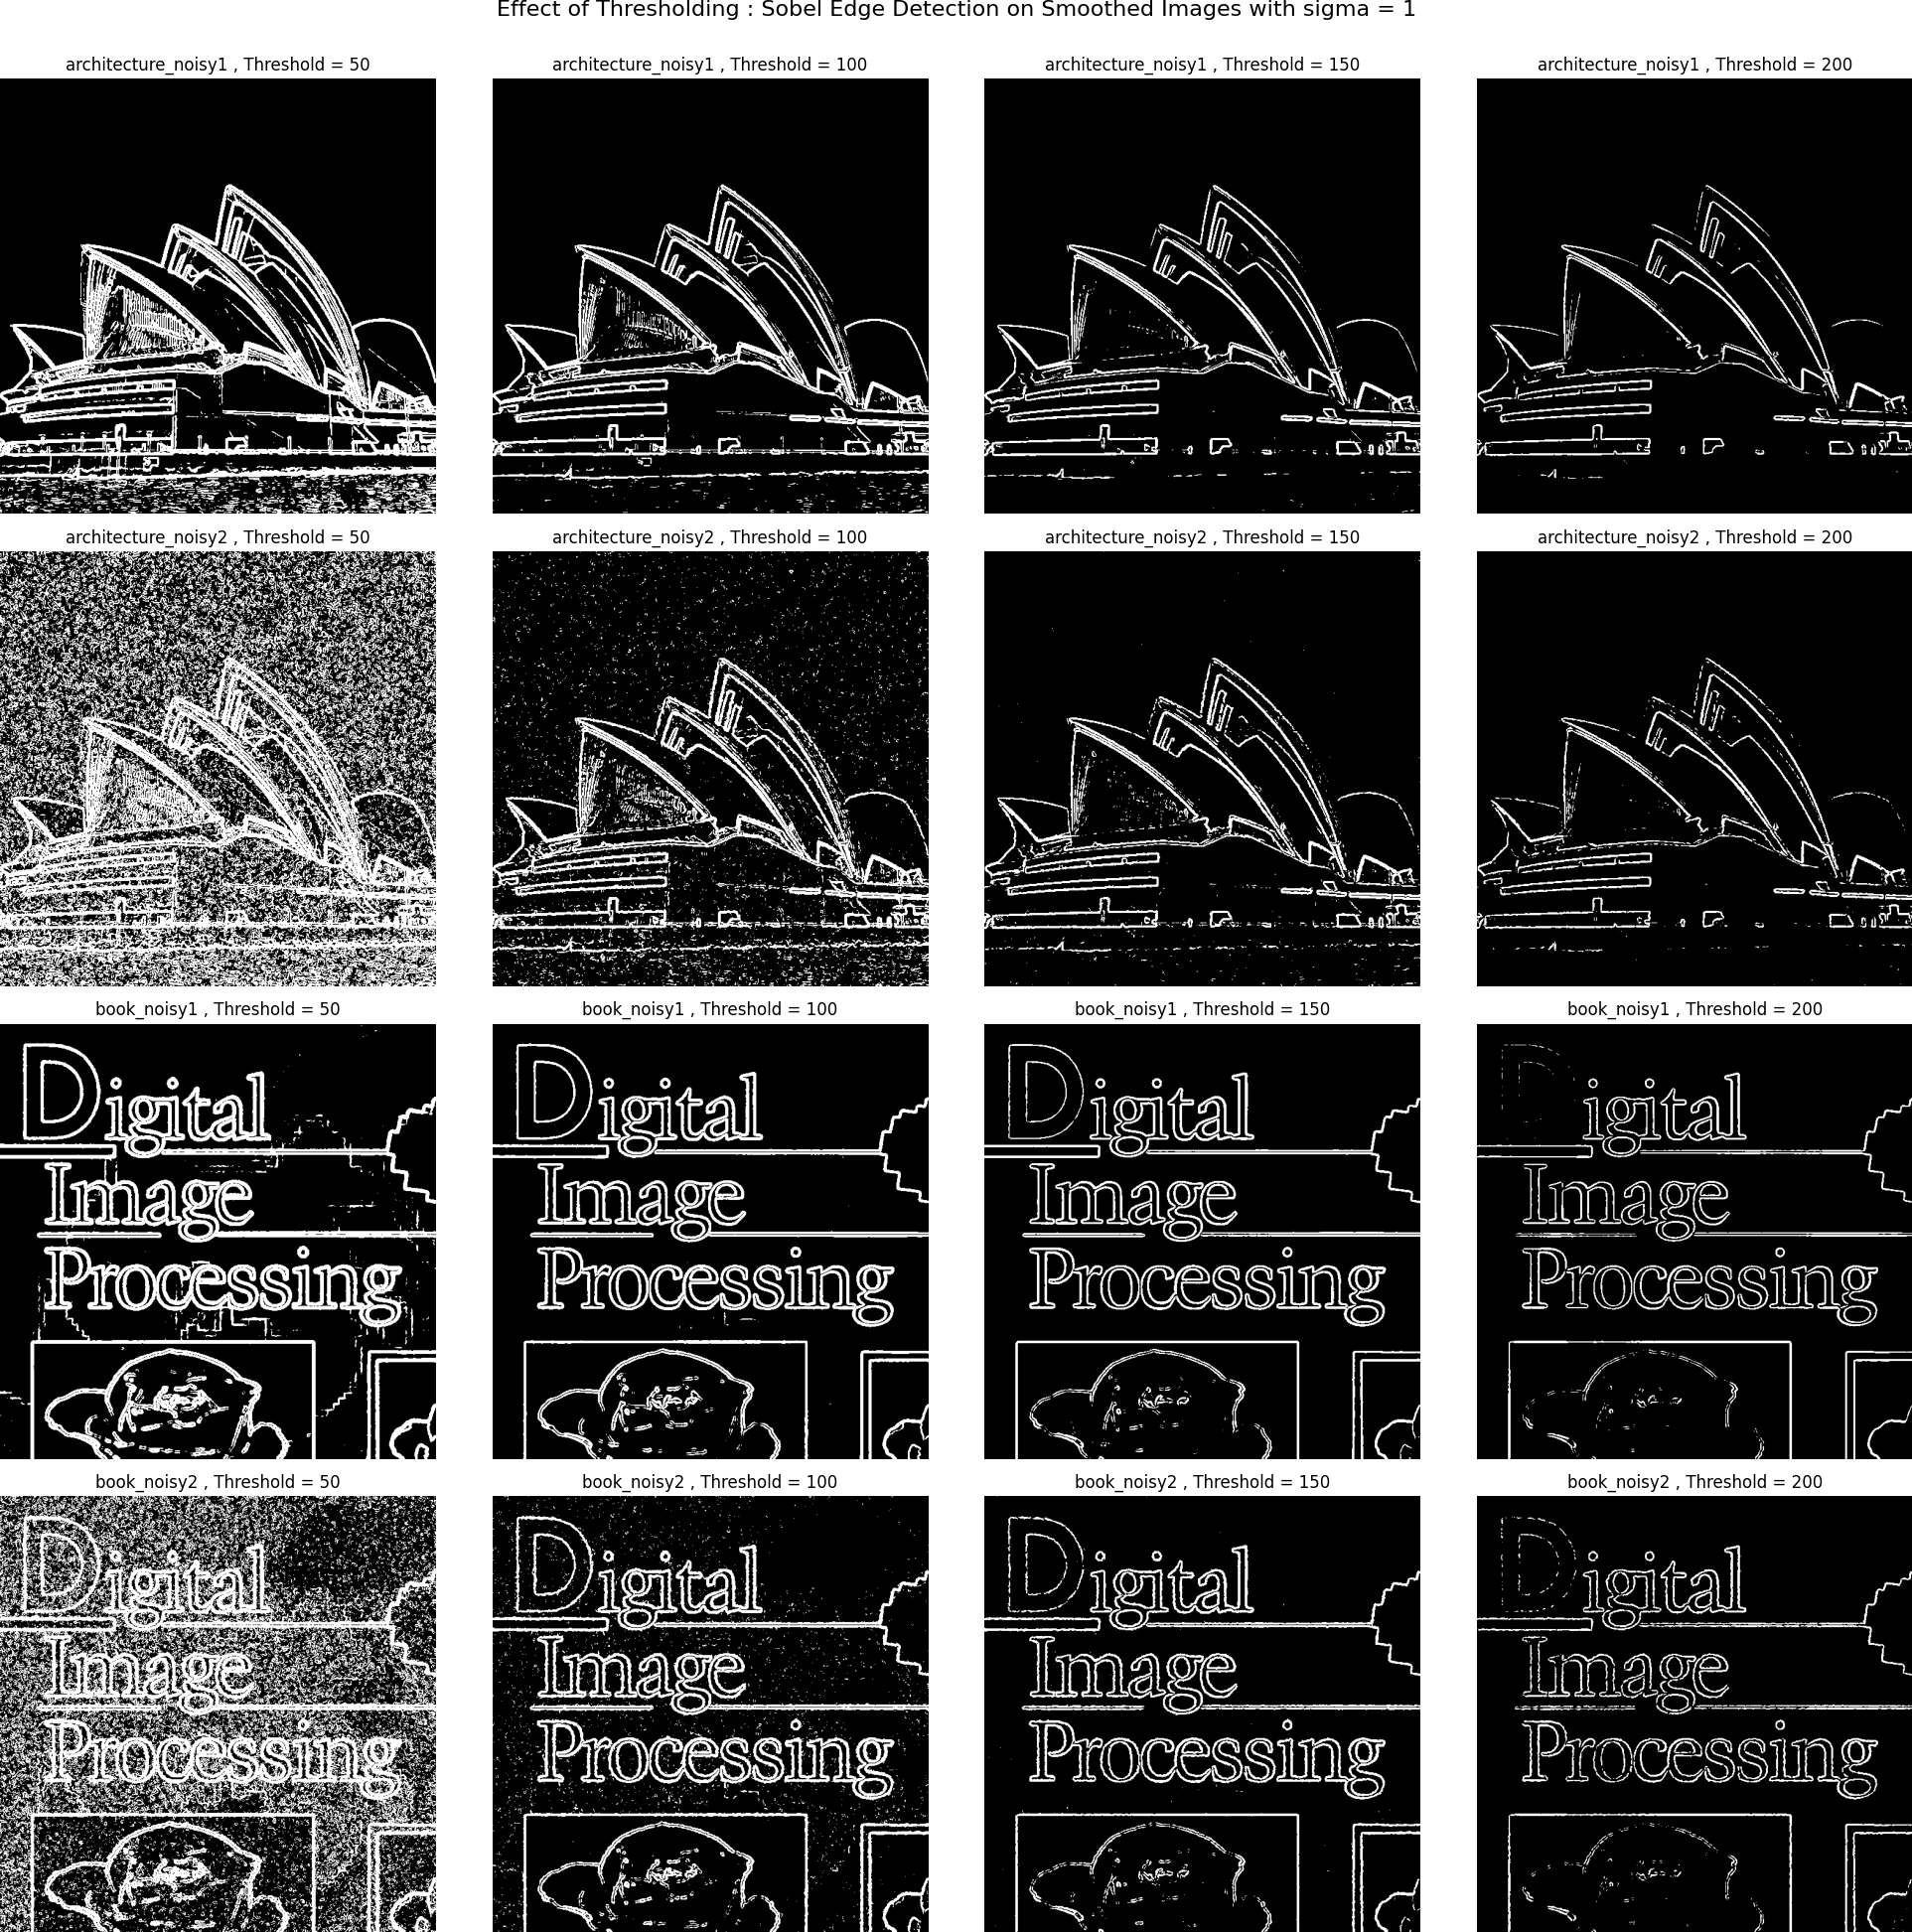 Effect of Thresholding : Sobel Edge Detection on Smoothed Images with sigma = 1
architecture_noisy1 , Threshold = 50
architecture_noisy1 , Threshold = 100
architecture_noisy1 , Threshold = 150
architecture_noisy1 , Threshold = 200
architecture_noisy2 , Threshold = 50
architecture_noisy2 , Threshold = 100
architecture_noisy2 , Threshold = 150
architecture_noisy2 , Threshold = 200
book_noisy1 , Threshold = 50
book_noisy1 , Threshold = 100
book_noisy1 , Threshold = 150
book_noisy1 , Threshold = 200
Digital
Image
Processing
Digital
Image
Processing
Digital
Image
Processing
Digital
Image
Processing
book_noisy2 , Threshold = 50
book_noisy2 , Threshold = 100
book_noisy2 , Threshold = 150
book_noisy2 , Threshold = 200
Digital
Image
Processing
Digital
Image
Processing
Digital
Image
Processing
Digital
Image
Processing